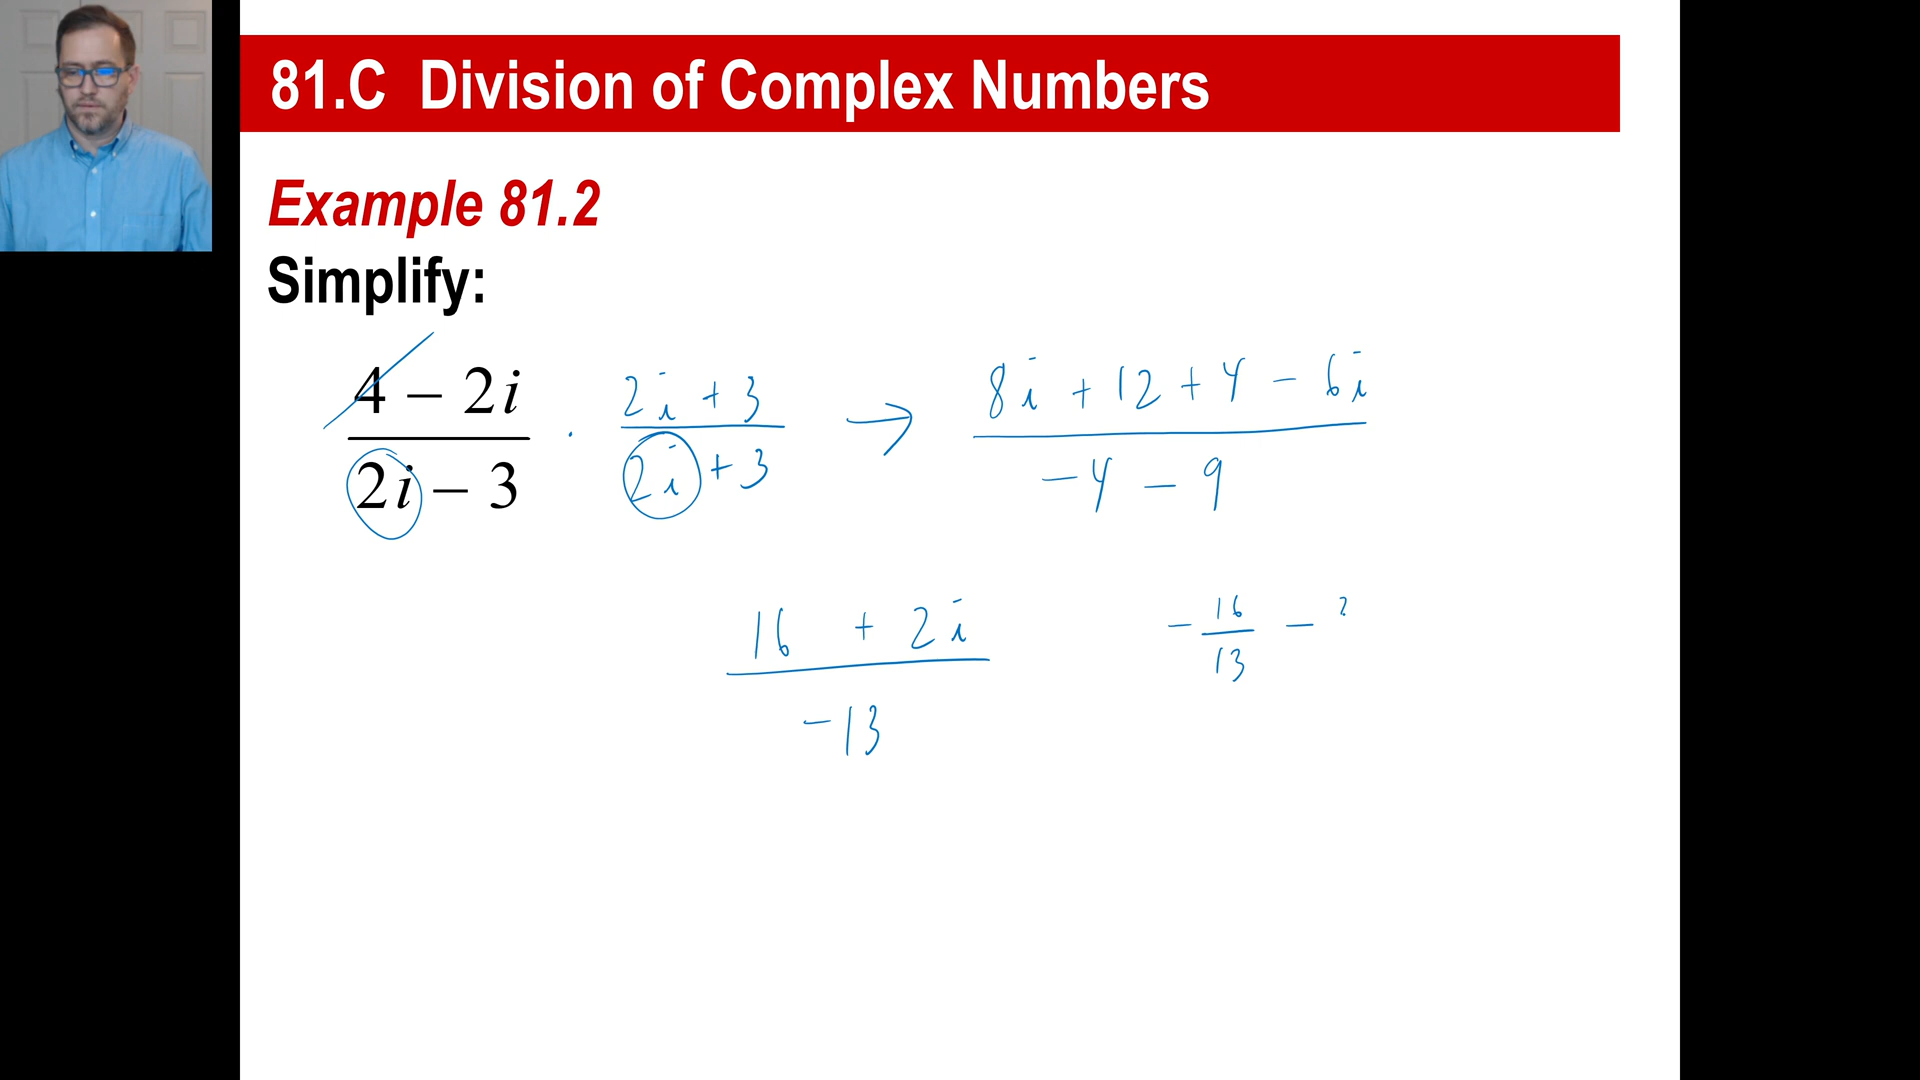 81.C Division of Complex Numbers
Example 81.2
Simplify:
4 − 2i / 2i − 3 · 2i + 3 / 2i + 3 → 8i + 12 + 4 − 6i / −4 − 9
16 + 2i / −13
− 16/13 − 2